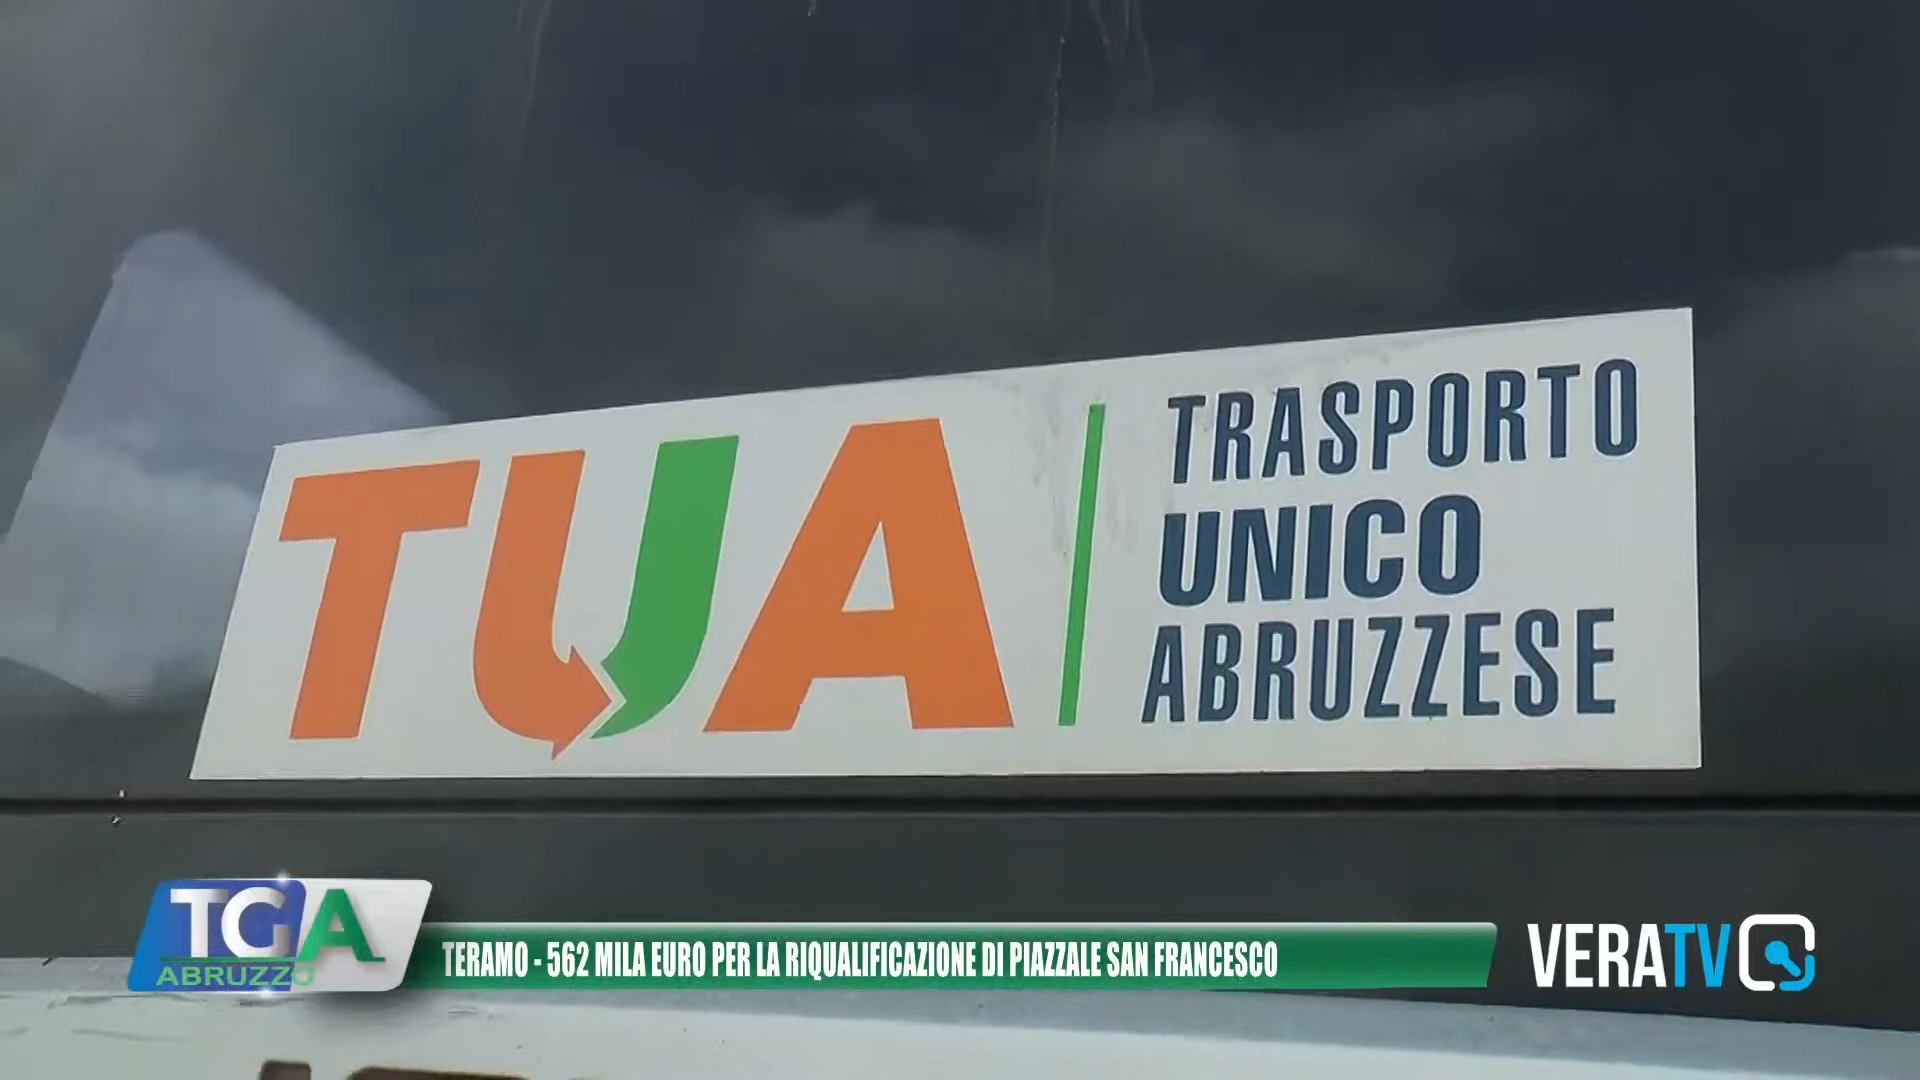 TUA
TRASPORTO
UNICO
ABRUZZESE
TGA
ABRUZZO
TERAMO - 562 MILA EURO PER LA RIQUALIFICAZIONE DI PIAZZALE SAN FRANCESCO
VERATV